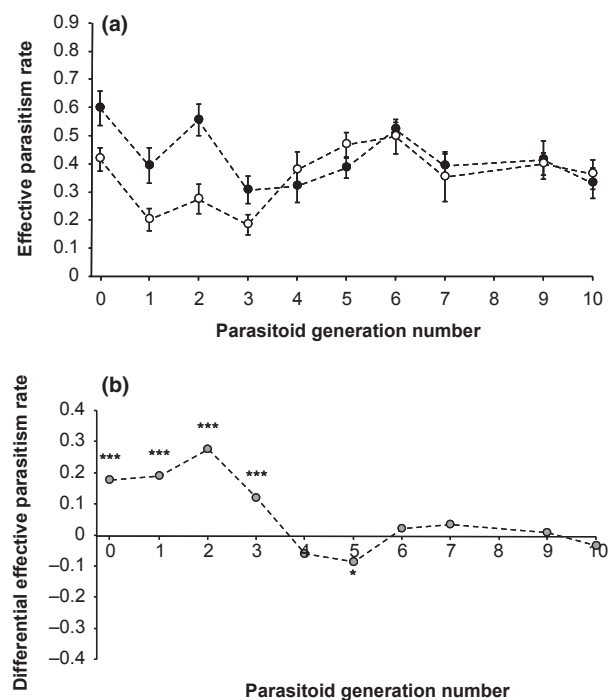 (a)
Effective parasitism rate
0.9
0.8
0.7
0.6
0.5
0.4
0.3
0.2
0.1
0
0 1 2 3 4 5 6 7 8 9 10
Parasitoid generation number
(b)
Differential effective parasitism rate
0.4
0.3
0.2
0.1
0
–0.1
–0.2
–0.3
–0.4
*** *** *** ***
0 1 2 3 4 5 6 7 8 9 10
*
Parasitoid generation number